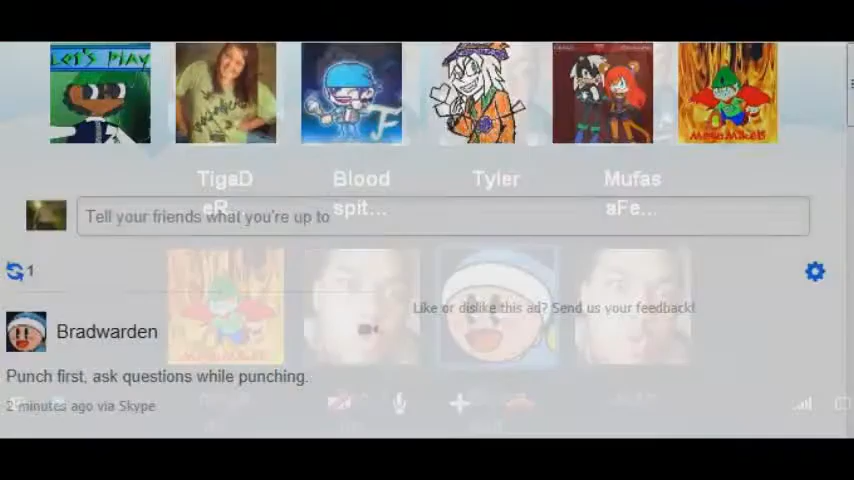 LET'S PLAY
MegaMike15
TigaD
eR...
Blood
spit...
Tyler
Mufas
aFe...
Tell your friends what you're up to
1
Like or dislike this ad? Send us your feedback!
Bradwarden
Punch first, ask questions while punching.
2 minutes ago via Skype